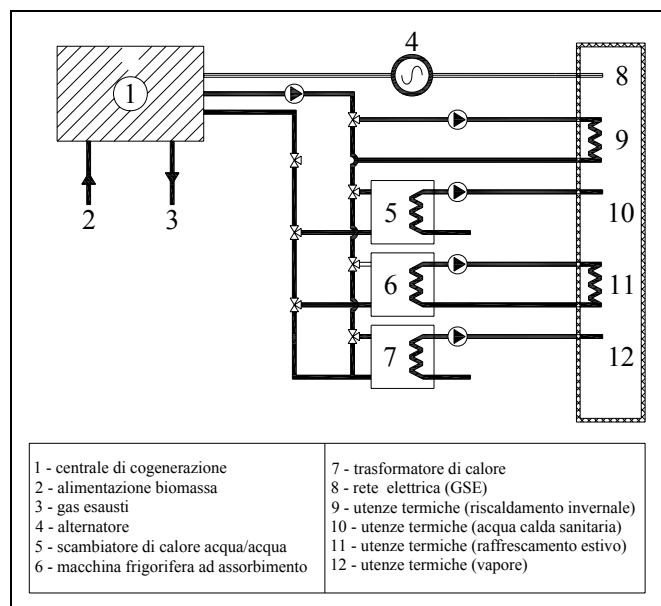 4
1
8
9
2
3
5
10
6
11
7
12
1 - centrale di cogenerazione
2 - alimentazione biomassa
3 - gas esausti
4 - alternatore
5 - scambiatore di calore acqua/acqua
6 - macchina frigorifera ad assorbimento
7 - trasformatore di calore
8 - rete elettrica (GSE)
9 - utenze termiche (riscaldamento invernale)
10 - utenze termiche (acqua calda sanitaria)
11 - utenze termiche (raffrescamento estivo)
12 - utenze termiche (vapore)